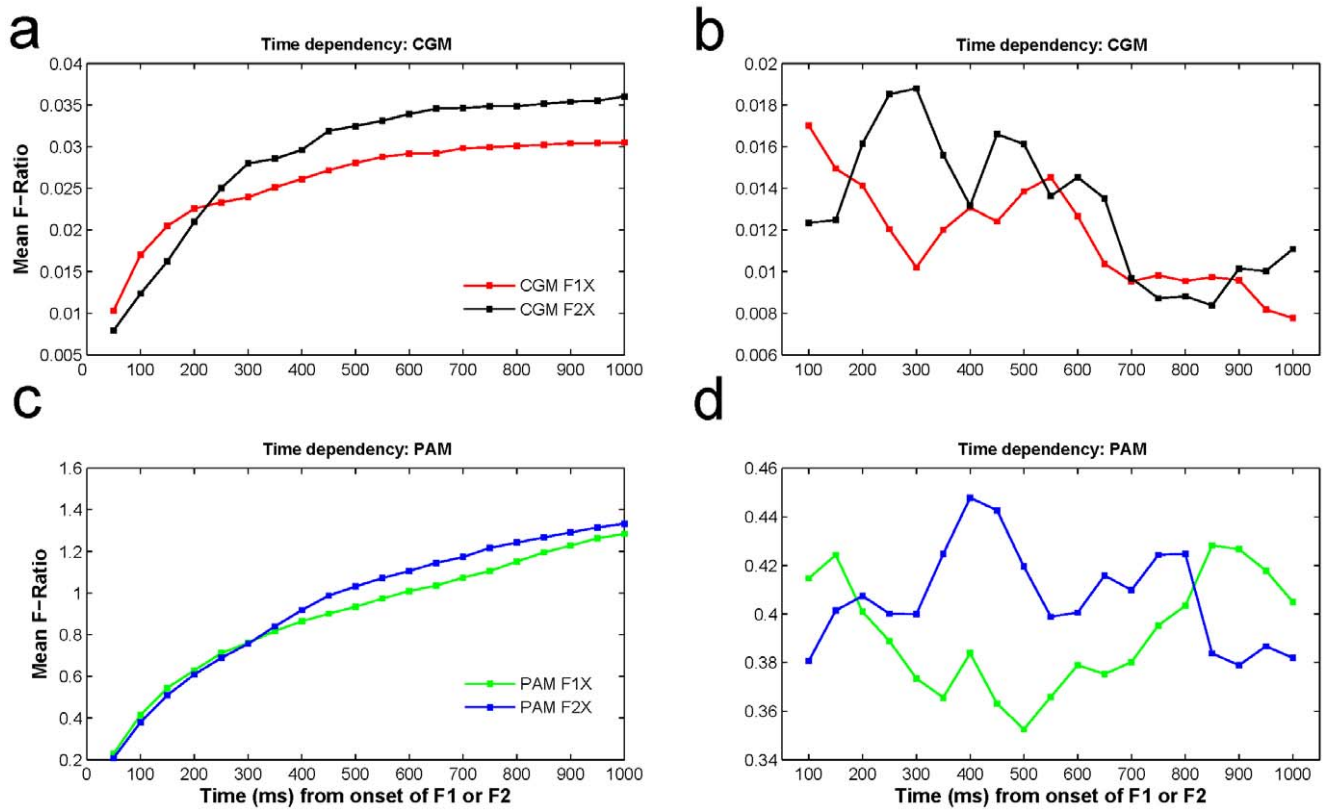 a
Time dependency: CGM
0.04
0.035
0.03
0.025
0.02
0.015
0.01
0.005
Mean F-Ratio
CGM F1X
CGM F2X
0 100 200 300 400 500 600 700 800 900 1000
b
Time dependency: CGM
0.02
0.018
0.016
0.014
0.012
0.01
0.008
0.006
100 200 300 400 500 600 700 800 900 1000
c
Time dependency: PAM
1.6
1.4
1.2
1
0.8
0.6
0.4
0.2
Mean F-Ratio
PAM F1X
PAM F2X
0 100 200 300 400 500 600 700 800 900 1000
Time (ms) from onset of F1 or F2
d
Time dependency: PAM
0.46
0.44
0.42
0.4
0.38
0.36
0.34
100 200 300 400 500 600 700 800 900 1000
Time (ms) from onset of F1 or F2